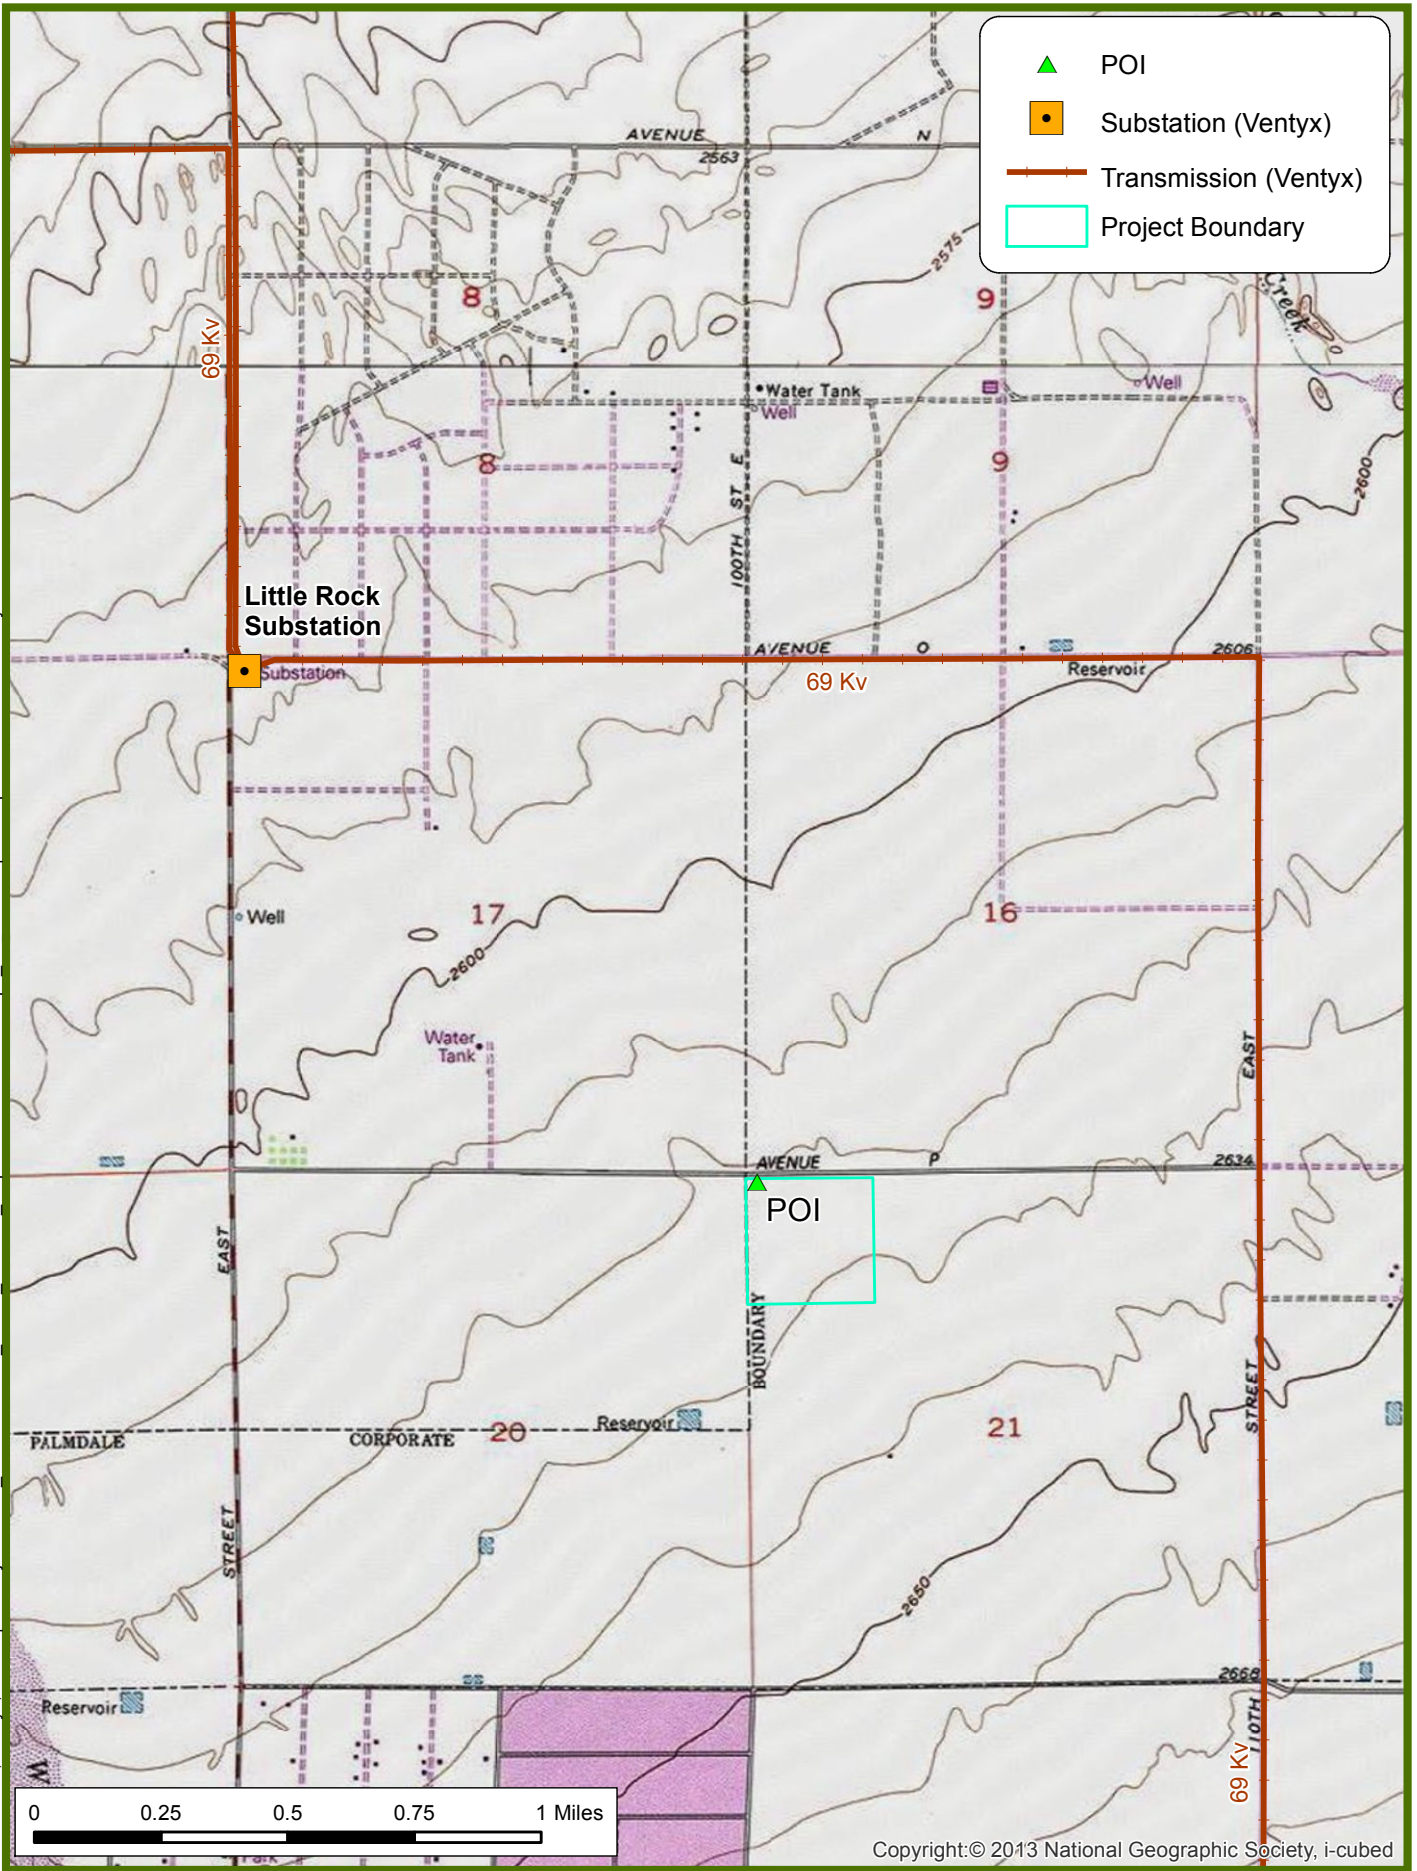 POI
Substation (Ventyx)
Transmission (Ventyx)
Project Boundary
AVENUE N
2563
2575
Creek
8
9
69 Kv
Water Tank
Well
Well
8
9
100TH ST E
2600
Little Rock
Substation
Substation
AVENUE O
2606
69 Kv
Reservoir
Well
17
16
2600
Water
Tank
EAST
AVENUE P
2634
POI
EAST
BOUNDARY
STREET
PALMDALE
CORPORATE
20
Reservoir
21
STREET
2650
2668
Reservoir
110TH
69 Kv
W
0 0.25 0.5 0.75 1 Miles
Park
Copyright:© 2013 National Geographic Society, i-cubed